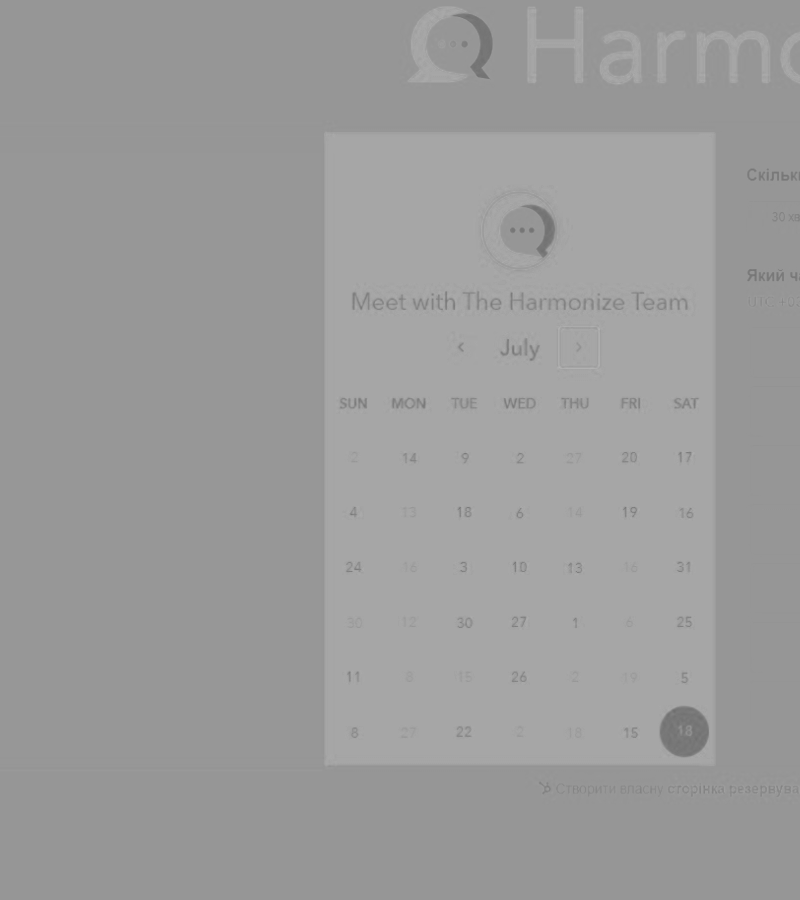 Harmo
Скільк
30 хв
Meet with The Harmonize Team
Який ч
July
SUN MON TUE WED THU FRI SAT
2 14 9 2 27 20 17
4 13 18 6 14 19 16
24 16 3 10 13 16 31
30 12 30 27 1 6 25
11 8 15 26 2 19 5
8 27 22 2 18 15 18
Створити власну сторінка резервува